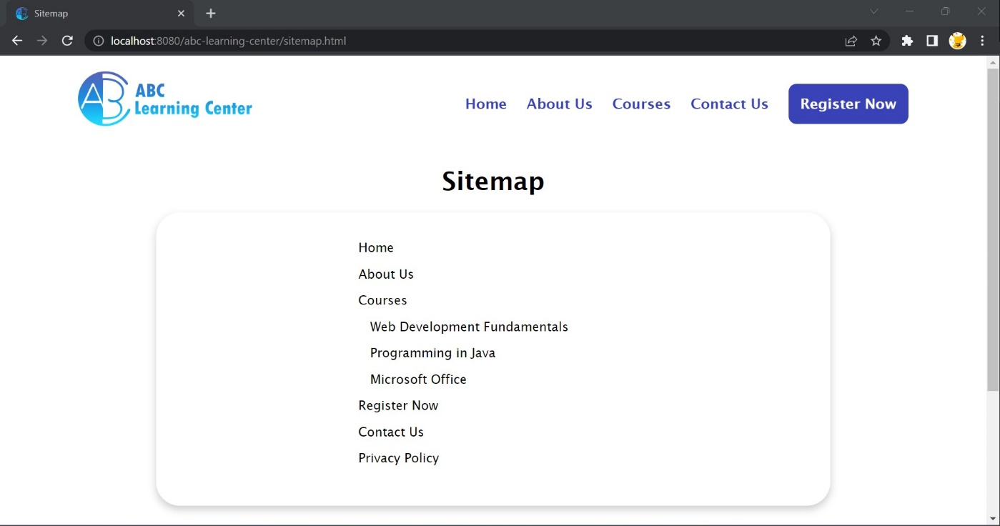 Sitemap
localhost:8080/abc-learning-center/sitemap.html
AB ABC
Learning Center
Home About Us Courses Contact Us Register Now
Sitemap
Home
About Us
Courses
Web Development Fundamentals
Programming in Java
Microsoft Office
Register Now
Contact Us
Privacy Policy